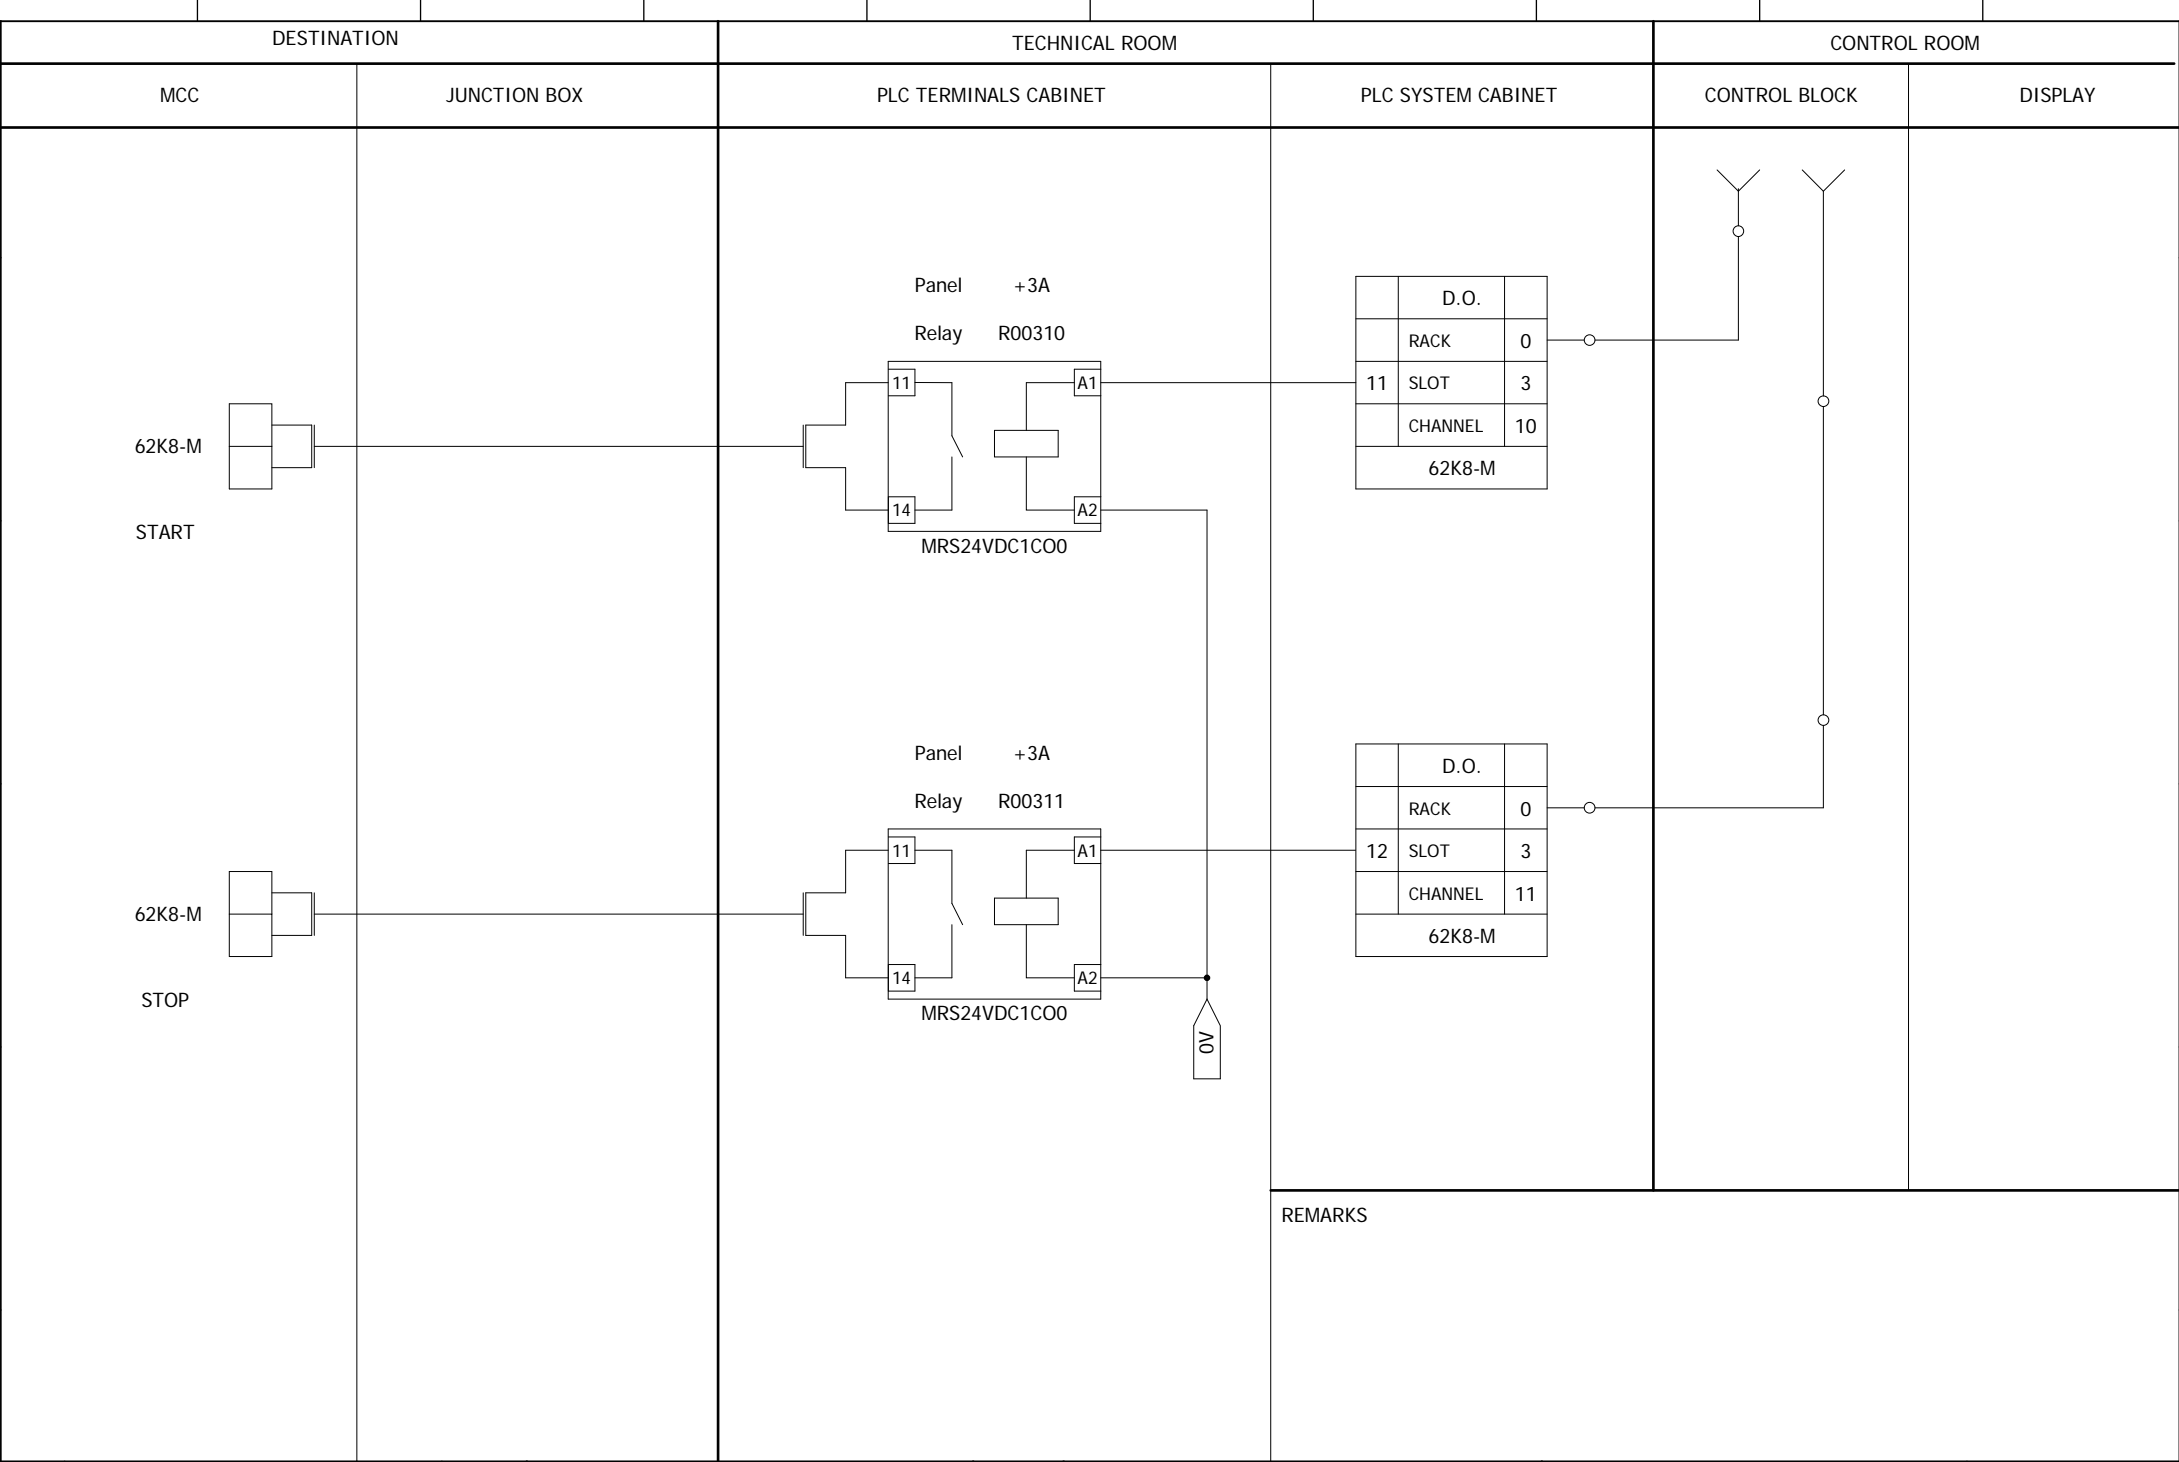 DESTINATION TECHNICAL ROOM CONTROL ROOM
MCC JUNCTION BOX PLC TERMINALS CABINET PLC SYSTEM CABINET CONTROL BLOCK DISPLAY
Panel +3A
D.O.
Relay R00310
RACK 0
11 A1 11 SLOT 3
CHANNEL 10
62K8-M
62K8-M
14 A2
START
MRS24VDC1CO0
Panel +3A
D.O.
Relay R00311
RACK 0
11 A1 12 SLOT 3
CHANNEL 11
62K8-M
62K8-M
14 A2
STOP
MRS24VDC1CO0
0V
REMARKS